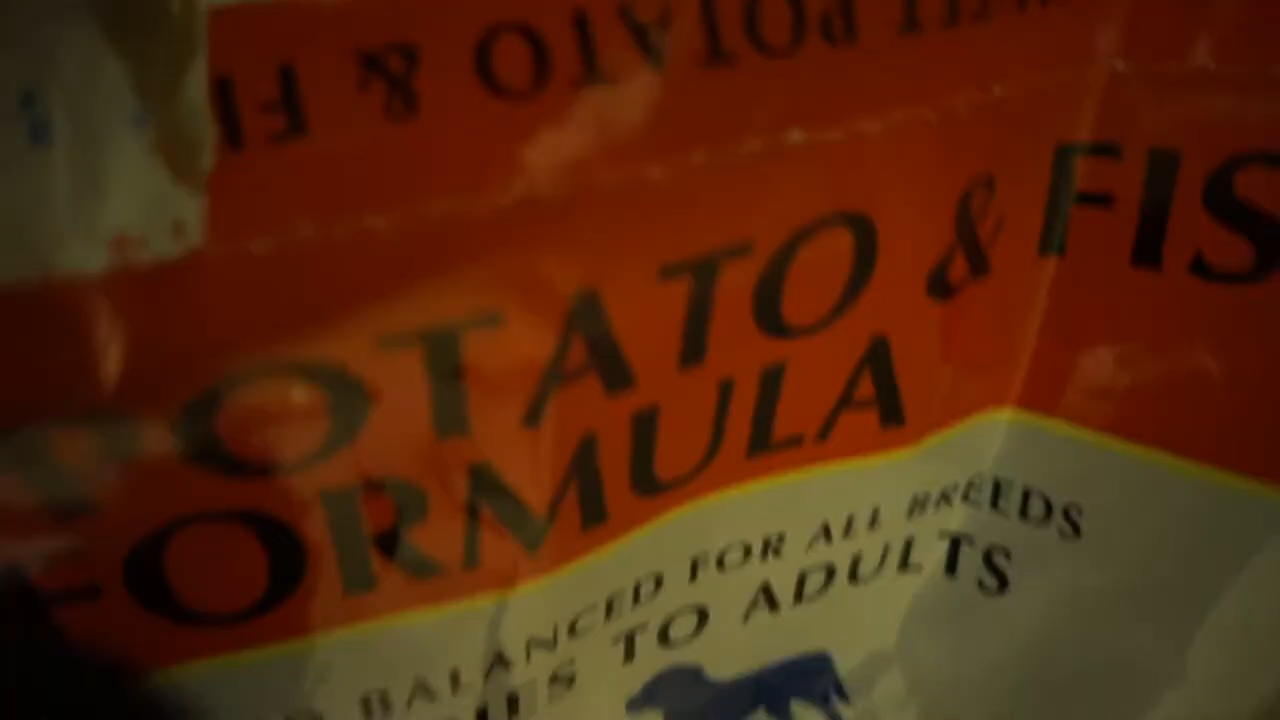 POTATO & FI
OTATO & FIS
FORMULA
BALANCED FOR ALL BREEDS
TO ADULTS